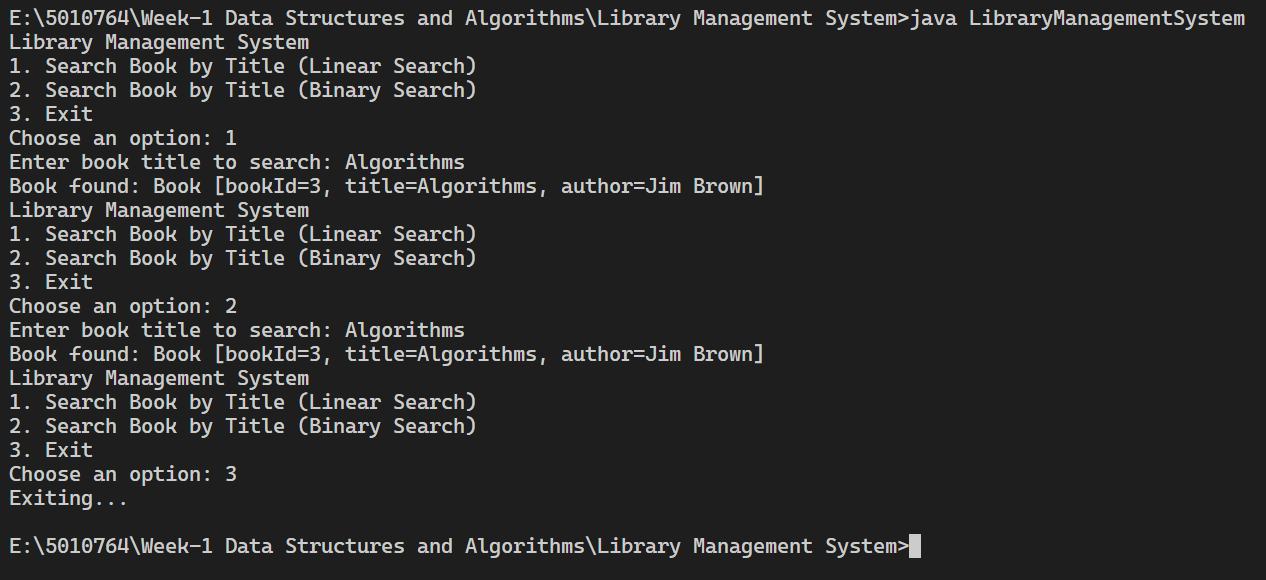 E:\5010764\Week-1 Data Structures and Algorithms\Library Management System>java LibraryManagementSystem
Library Management System
1. Search Book by Title (Linear Search)
2. Search Book by Title (Binary Search)
3. Exit
Choose an option: 1
Enter book title to search: Algorithms
Book found: Book [bookId=3, title=Algorithms, author=Jim Brown]
Library Management System
1. Search Book by Title (Linear Search)
2. Search Book by Title (Binary Search)
3. Exit
Choose an option: 2
Enter book title to search: Algorithms
Book found: Book [bookId=3, title=Algorithms, author=Jim Brown]
Library Management System
1. Search Book by Title (Linear Search)
2. Search Book by Title (Binary Search)
3. Exit
Choose an option: 3
Exiting...
E:\5010764\Week-1 Data Structures and Algorithms\Library Management System>